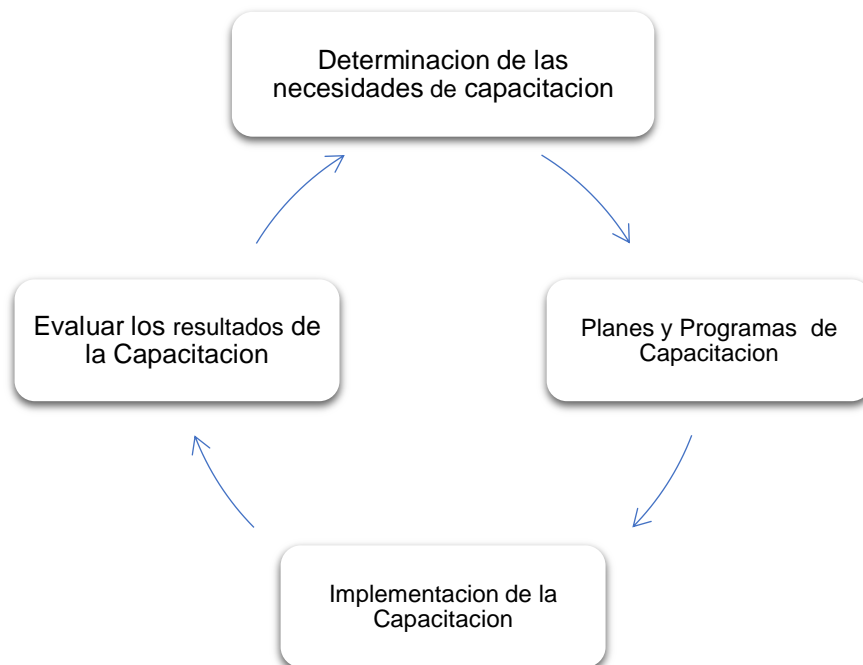 Determinacion de las
necesidades de capacitacion
Planes y Programas de
Capacitacion
Implementacion de la
Capacitacion
Evaluar los resultados de
la Capacitacion